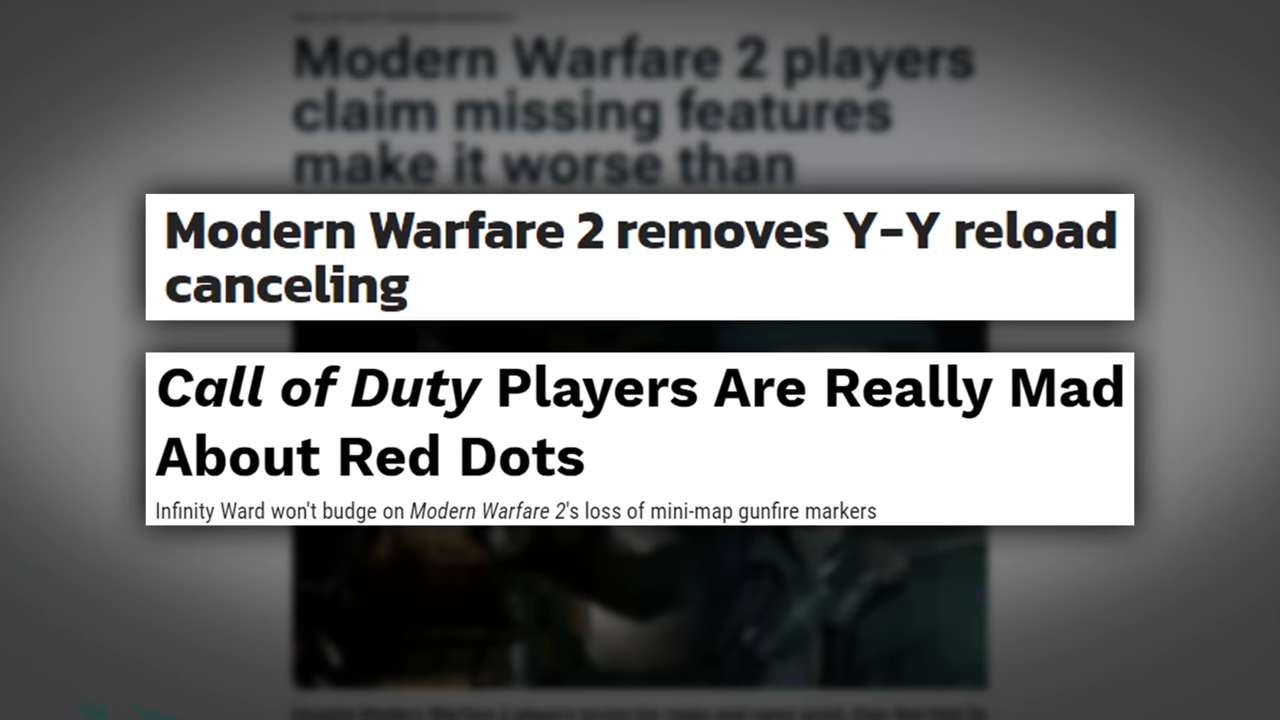 Modern Warfare 2 players
claim missing features
make it worse than
Modern Warfare 2 removes Y-Y reload
canceling
Call of Duty Players Are Really Mad
About Red Dots
Infinity Ward won't budge on Modern Warfare 2's loss of mini-map gunfire markers